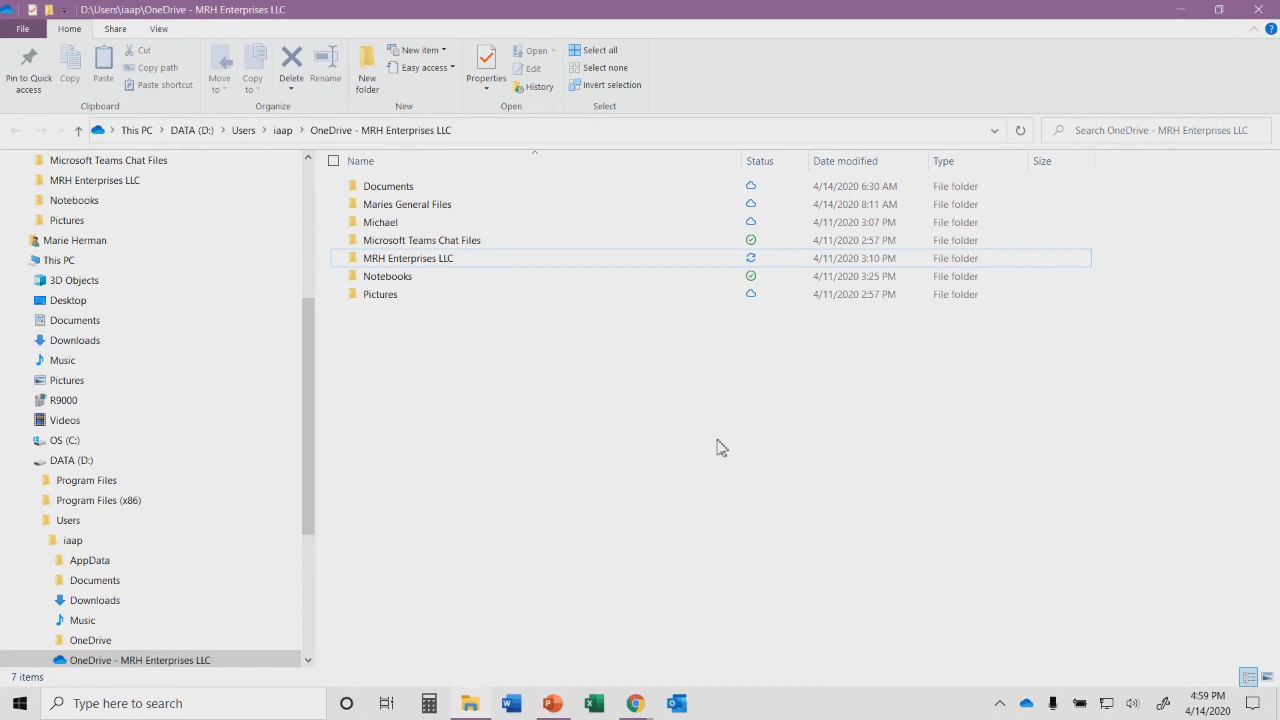 D:\Users\iaap\OneDrive - MRH Enterprises LLC
File Home Share View
Pin to Quick access
Copy
Paste
Cut
Copy path
Paste shortcut
Clipboard
Move to
Copy to
Delete
Rename
Organize
New folder
New item
Easy access
New
Properties
Open
Edit
History
Open
Select all
Select none
Invert selection
Select
This PC > DATA (D:) > Users > iaap > OneDrive - MRH Enterprises LLC
Search OneDrive - MRH Enterprises LLC
Microsoft Teams Chat Files
MRH Enterprises LLC
Notebooks
Pictures
Marie Herman
This PC
3D Objects
Desktop
Documents
Downloads
Music
Pictures
R9000
Videos
OS (C:)
DATA (D:)
Program Files
Program Files (x86)
Users
iaap
AppData
Documents
Downloads
Music
OneDrive
OneDrive - MRH Enterprises LLC
Name Status Date modified Type Size
Documents 4/14/2020 6:30 AM File folder
Maries General Files 4/14/2020 8:11 AM File folder
Michael 4/11/2020 3:07 PM File folder
Microsoft Teams Chat Files 4/11/2020 2:57 PM File folder
MRH Enterprises LLC 4/11/2020 3:10 PM File folder
Notebooks 4/11/2020 3:25 PM File folder
Pictures 4/11/2020 2:57 PM File folder
7 items
Type here to search
4:59 PM
4/14/2020